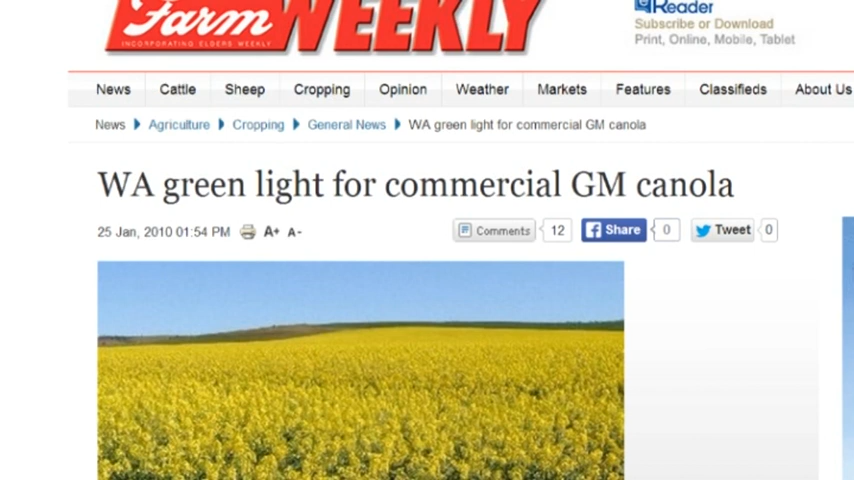 Farm WEEKLY
INCORPORATING ELDERS WEEKLY
eReader
Subscribe or Download
Print, Online, Mobile, Tablet
News Cattle Sheep Cropping Opinion Weather Markets Features Classifieds About Us
News Agriculture Cropping General News WA green light for commercial GM canola
WA green light for commercial GM canola
25 Jan, 2010 01:54 PM A+ A- Comments 12 Share 0 Tweet 0